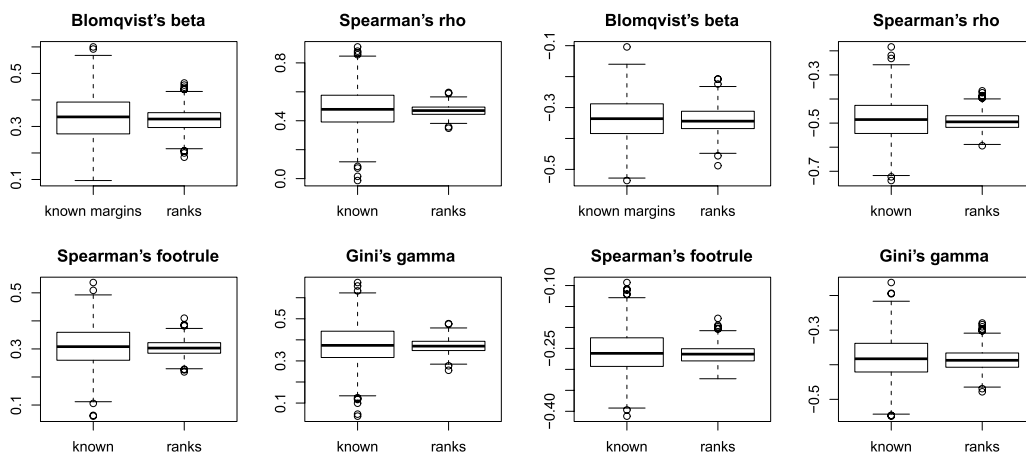 Blomqvist's beta
0.1 0.3 0.5
known margins ranks
Spearman's rho
0.0 0.4 0.8
known ranks
Blomqvist's beta
−0.5 −0.3 −0.1
known margins ranks
Spearman's rho
−0.7 −0.5 −0.3
known ranks
Spearman's footrule
0.1 0.3 0.5
known ranks
Gini's gamma
0.1 0.3 0.5
known ranks
Spearman's footrule
−0.40 −0.25 −0.10
known ranks
Gini's gamma
−0.5 −0.3
known ranks